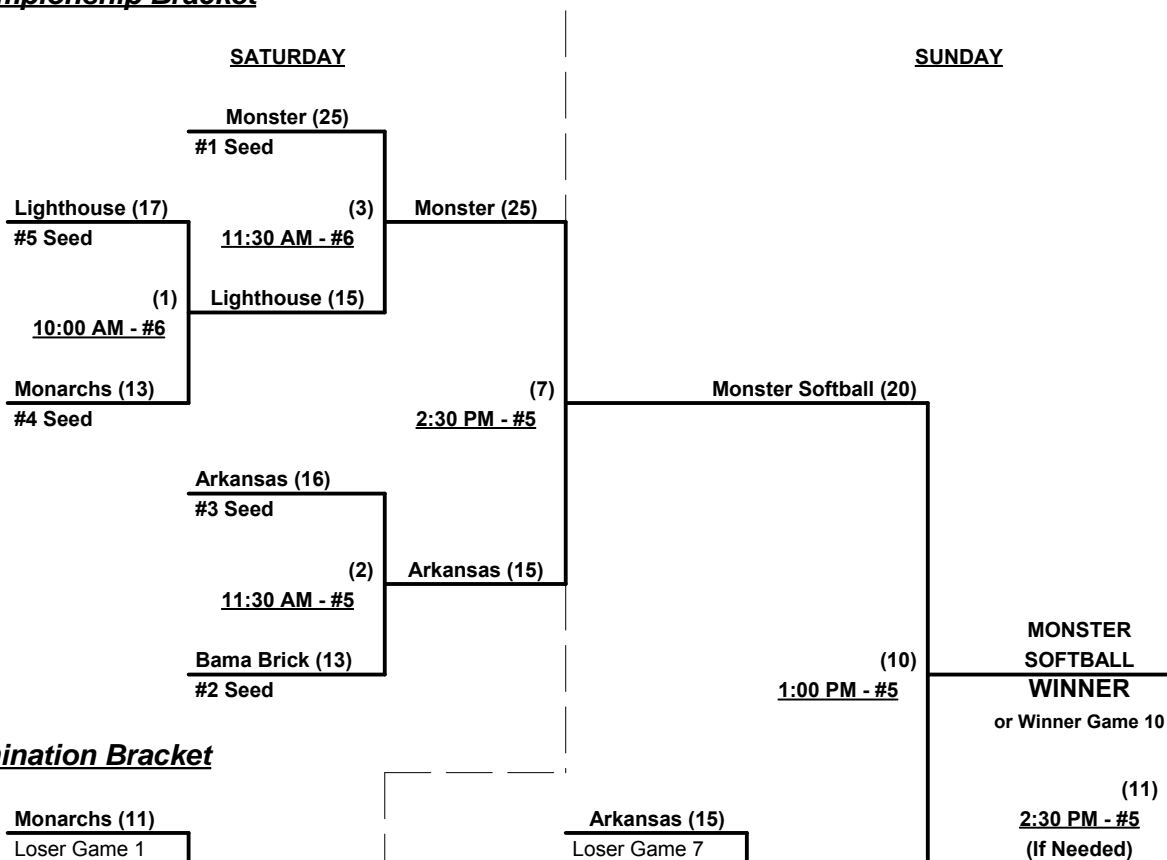 SATURDAY
SUNDAY
Monster (25)
#1 Seed
Lighthouse (17)
(3)
Monster (25)
#5 Seed
11:30 AM - #6
(1)
Lighthouse (15)
10:00 AM - #6
Monarchs (13)
(7)
Monster Softball (20)
#4 Seed
2:30 PM - #5
Arkansas (16)
#3 Seed
(2)
Arkansas (15)
11:30 AM - #5
MONSTER
Bama Brick (13)
(10)
SOFTBALL
#2 Seed
1:00 PM - #5
WINNER
or Winner Game 10
Bracket
(11)
Monarchs (11)
Arkansas (15)
2:30 PM - #5
Loser Game 1
Loser Game 7
(If Needed)